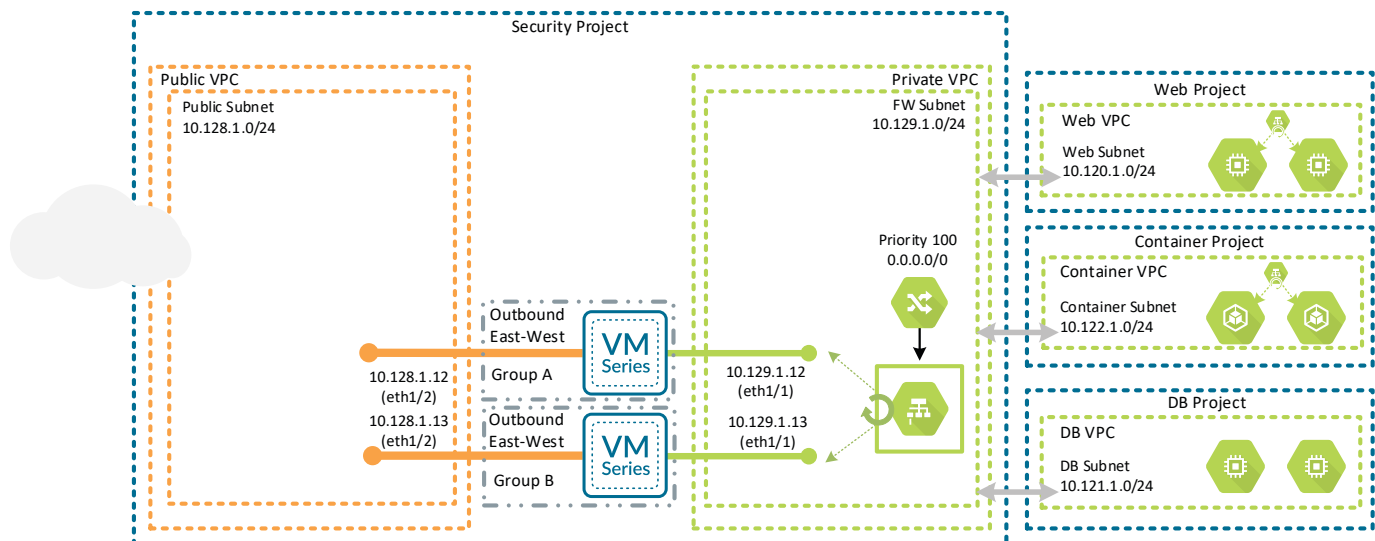 Security Project
Public VPC
Public Subnet
10.128.1.0/24
Private VPC
FW Subnet
10.129.1.0/24
Web Project
Web VPC
Web Subnet
10.120.1.0/24
Container Project
Container VPC
Container Subnet
10.122.1.0/24
DB Project
DB VPC
DB Subnet
10.121.1.0/24
Priority 100
0.0.0.0/0
Outbound
East-West
Group A
VM
Series
10.128.1.12
(eth1/2)
10.129.1.12
(eth1/1)
10.128.1.13
(eth1/2)
10.129.1.13
(eth1/1)
Outbound
East-West
Group B
VM
Series